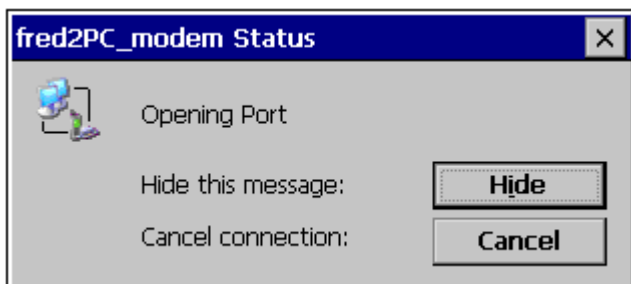 fred2PC_modem Status
Opening Port
Hide this message: Hide
Cancel connection: Cancel